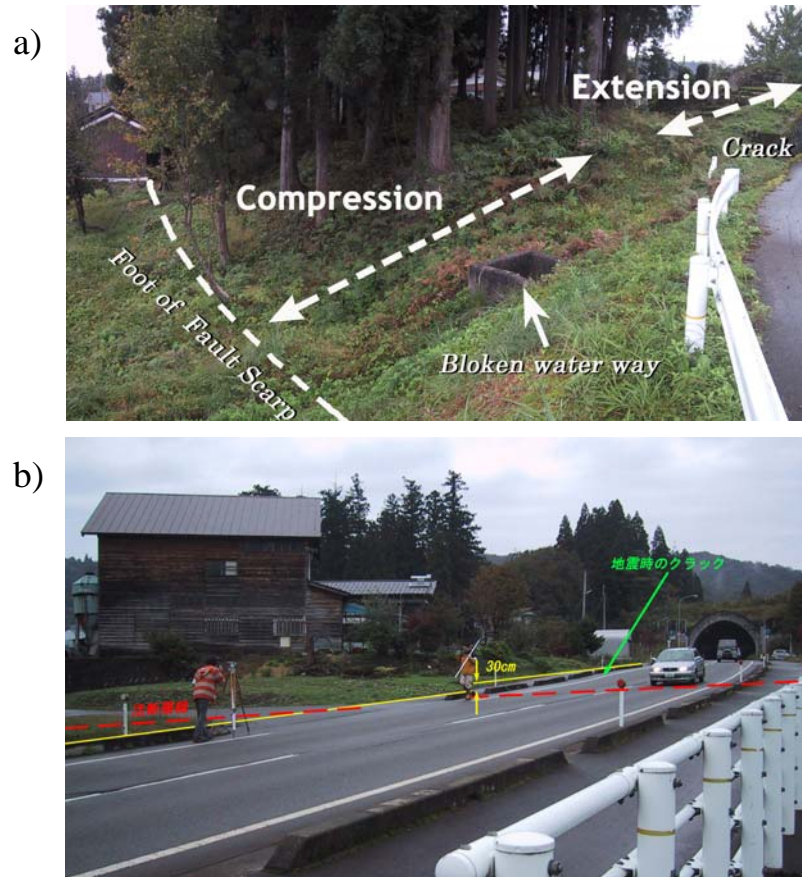 a)
Extension
Crack
Compression
Foot of Fault Scarp
Bloken water way
b)
地震時のクラック
30cm